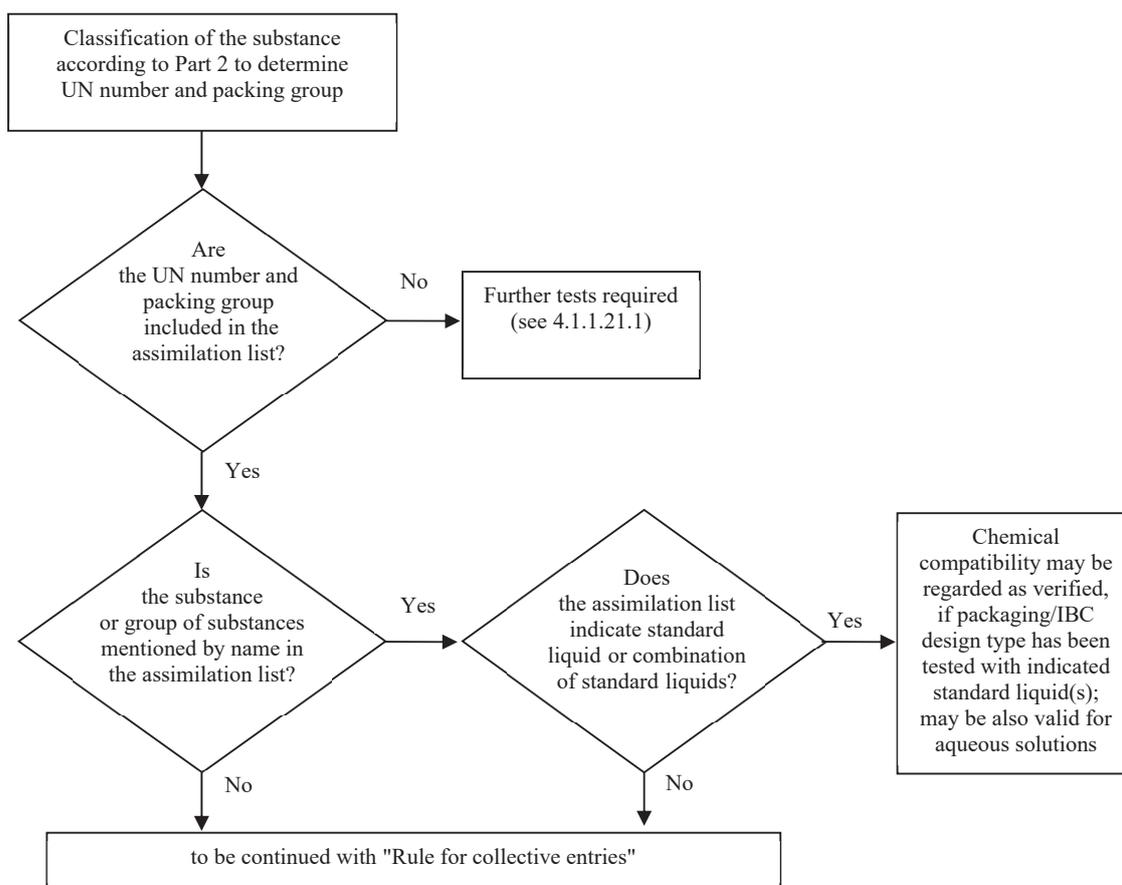 Classification of the substance
according to Part 2 to determine
UN number and packing group
Are
the UN number and
packing group
included in the
assimilation list?
No
Further tests required
(see 4.1.1.21.1)
Yes
Is
the substance
or group of substances
mentioned by name in
the assimilation list?
Yes
Does
the assimilation list
indicate standard
liquid or combination
of standard liquids?
Yes
Chemical
compatibility may be
regarded as verified,
if packaging/IBC
design type has been
tested with indicated
standard liquid(s);
may be also valid for
aqueous solutions
No
No
to be continued with "Rule for collective entries"